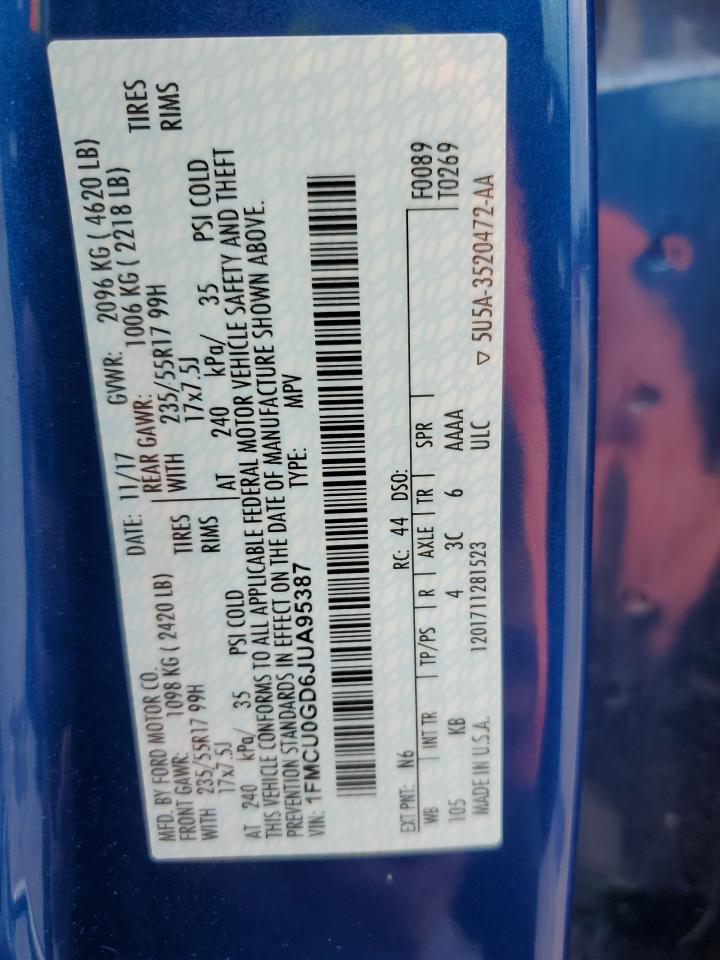 MFD. BY FORD MOTOR CO. DATE: 11/17 GVWR: 2096 KG ( 4620 LB)
FRONT GAWR: 1098 KG ( 2420 LB) REAR GAWR: 1006 KG ( 2218 LB)
WITH 235/55R17 99H TIRES WITH 235/55R17 99H TIRES
17x7.5J RIMS 17x7.5J RIMS
AT 240 kPa/ 35 PSI COLD AT 240 kPa/ 35 PSI COLD
THIS VEHICLE CONFORMS TO ALL APPLICABLE FEDERAL MOTOR VEHICLE SAFETY AND THEFT
PREVENTION STANDARDS IN EFFECT ON THE DATE OF MANUFACTURE SHOWN ABOVE.
VIN: 1FMCU0GD6JUA95387 TYPE: MPV
EXT PNT: N6 RC: 44 DSO: F0089
WB INT TR TP/PS R AXLE TR SPR T0269
105 KB 4 3C 6 AAAA
MADE IN U.S.A. 1201711281523 ULC ▽ 5U5A-3520472-AA